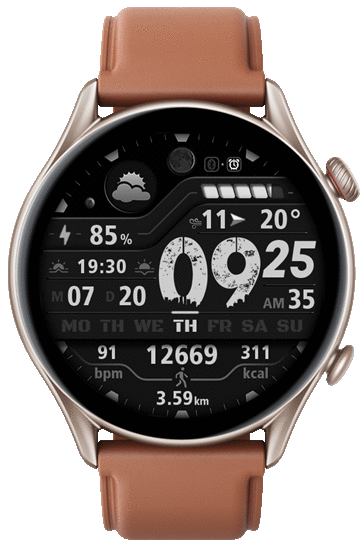 11 20°
85%
19:30
09 25
M 07 D 20
AM 35
MO TH WE TH FR SA SU
91 12669 311
bpm kcal
3.59km